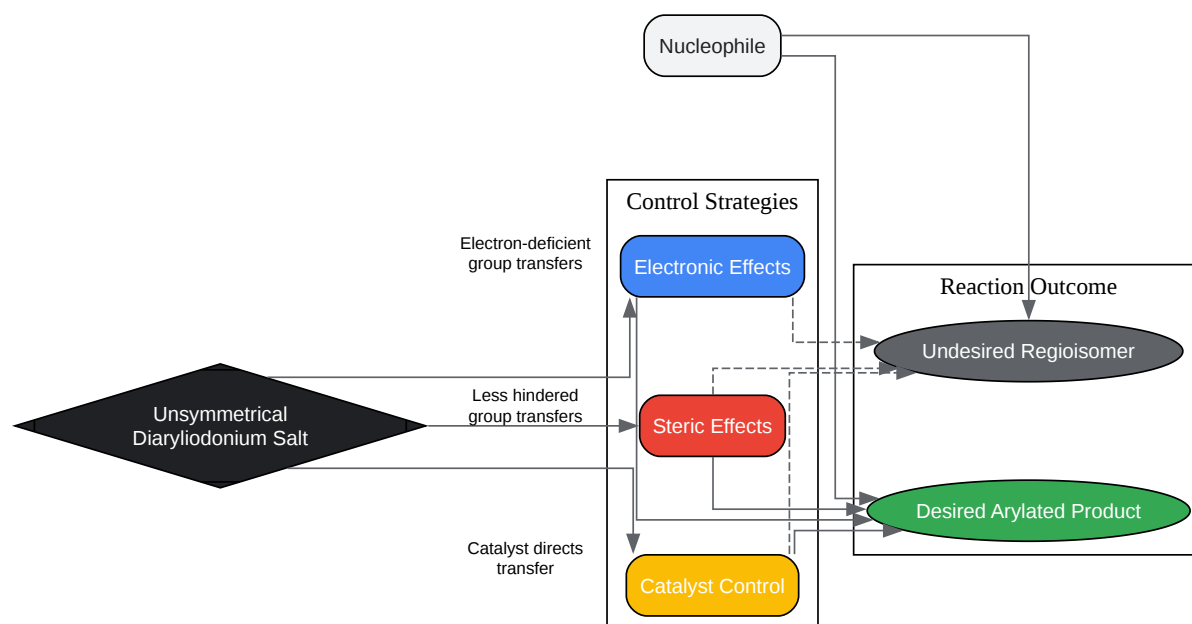 Nucleophile
Control Strategies
Electron-deficient
group transfers
Electronic Effects
Reaction Outcome
Undesired Regioisomer
Less hindered
group transfers
Unsymmetrical
Diaryliodonium Salt
Steric Effects
Desired Arylated Product
Catalyst directs
transfer
Catalyst Control